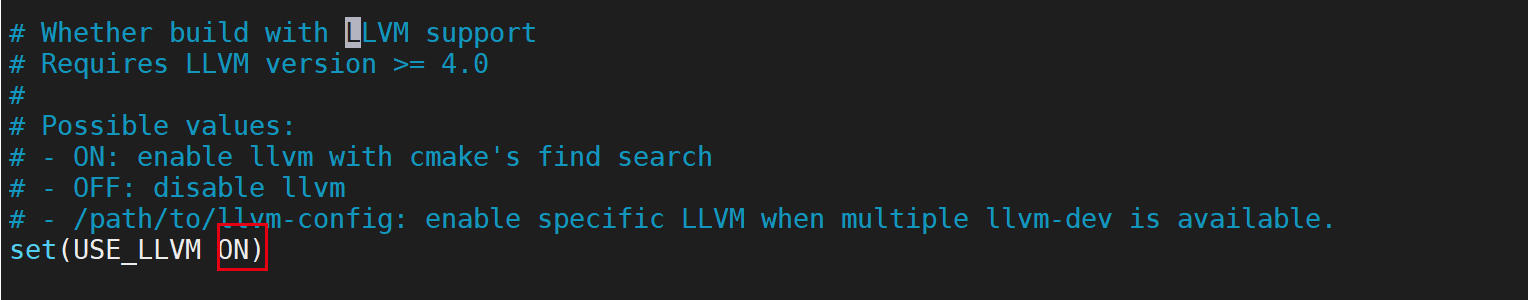 # Whether build with LLVM support
# Requires LLVM version >= 4.0
#
# Possible values:
# - ON: enable llvm with cmake's find search
# - OFF: disable llvm
# - /path/to/llvm-config: enable specific LLVM when multiple llvm-dev is available.
set(USE_LLVM ON)